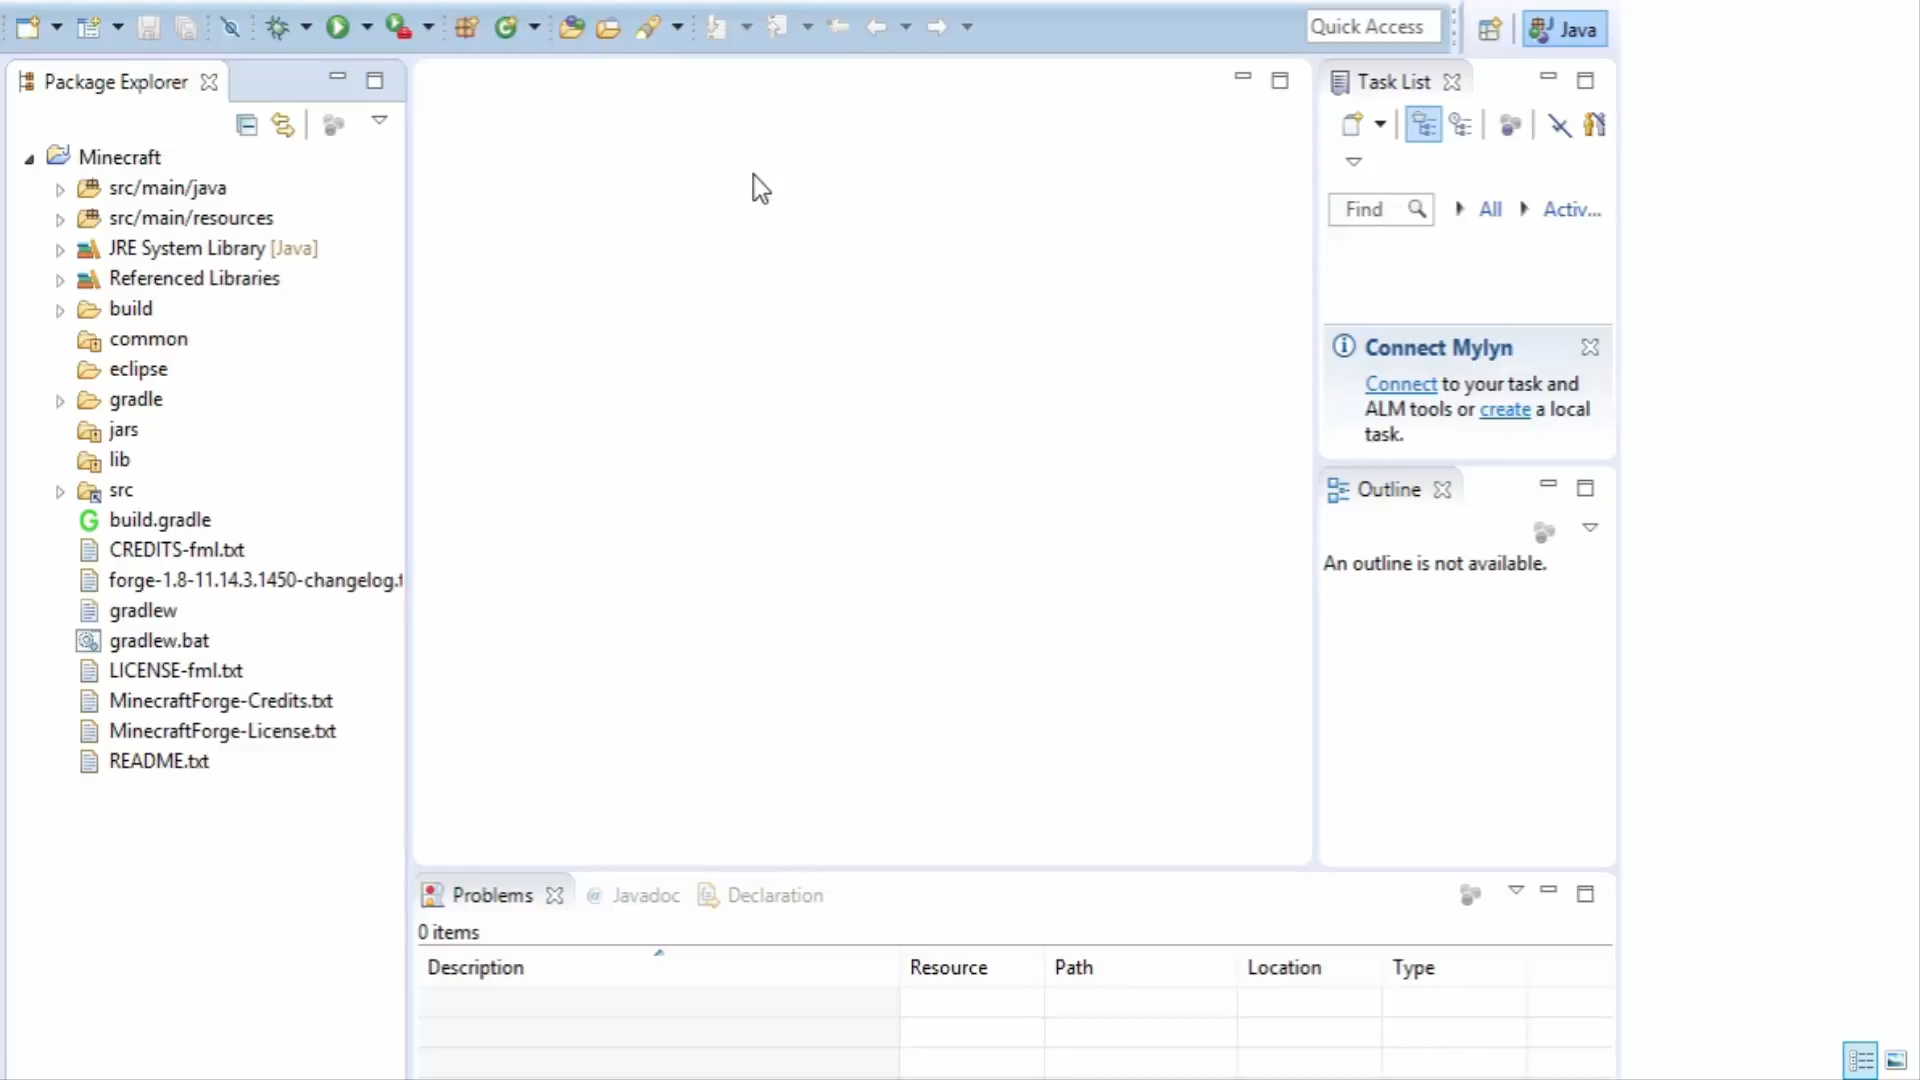 Quick Access
Java
Package Explorer
Minecraft
src/main/java
src/main/resources
JRE System Library [Java]
Referenced Libraries
build
common
eclipse
gradle
jars
lib
src
build.gradle
CREDITS-fml.txt
forge-1.8-11.14.3.1450-changelog.t
gradlew
gradlew.bat
LICENSE-fml.txt
MinecraftForge-Credits.txt
MinecraftForge-License.txt
README.txt
Task List
Find
All
Activ...
Connect Mylyn
Connect to your task and
ALM tools or create a local
task.
Outline
An outline is not available.
Problems
@ Javadoc
Declaration
0 items
Description Resource Path Location Type